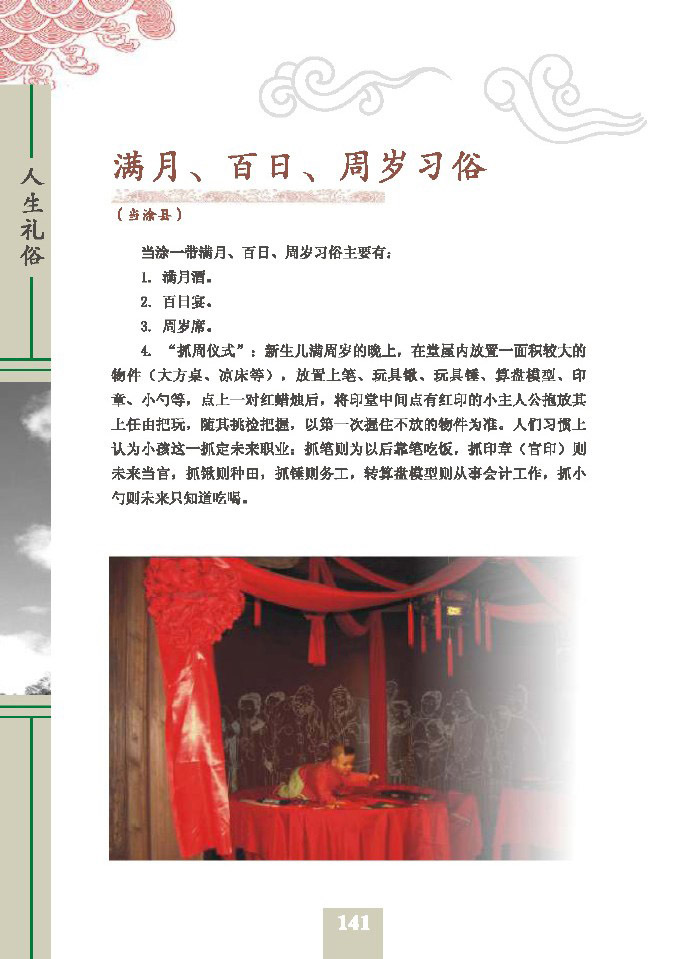 人生礼俗
满月、百日、周岁习俗
（当涂县）
当涂一带满月、百日、周岁习俗主要有：
1. 满月酒。
2. 百日宴。
3. 周岁席。
4. “抓周仪式”：新生儿满周岁的晚上，在堂屋内放置一面积较大的
物件（大方桌、凉床等），放置上笔、玩具锹、玩具锤、算盘模型、印
章、小勺等，点上一对红蜡烛后，将印堂中间点有红印的小主人公抱放其
上任由把玩，随其挑检把握，以第一次握住不放的物件为准。人们习惯上
认为小孩这一抓定未来职业：抓笔则为以后靠笔吃饭，抓印章（官印）则
未来当官，抓锹则种田，抓锤则务工，转算盘模型则从事会计工作，抓小
勺则未来只知道吃喝。
141